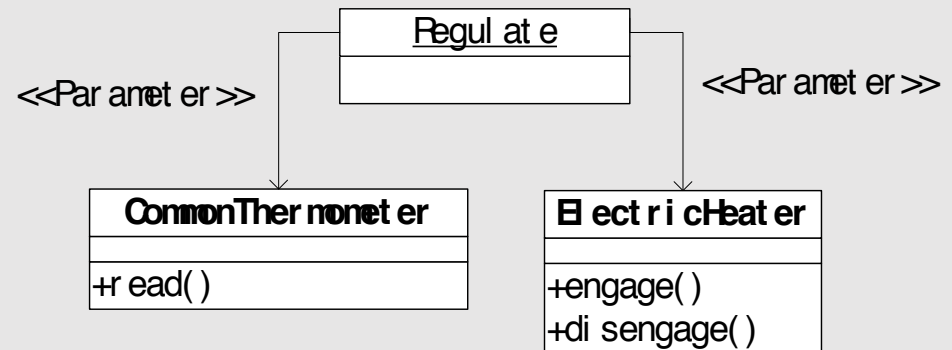 Regulate
<<Parameter>>
<<Parameter>>
CommonThermometer
+read()
ElectricHeater
+engage()
+disengage()